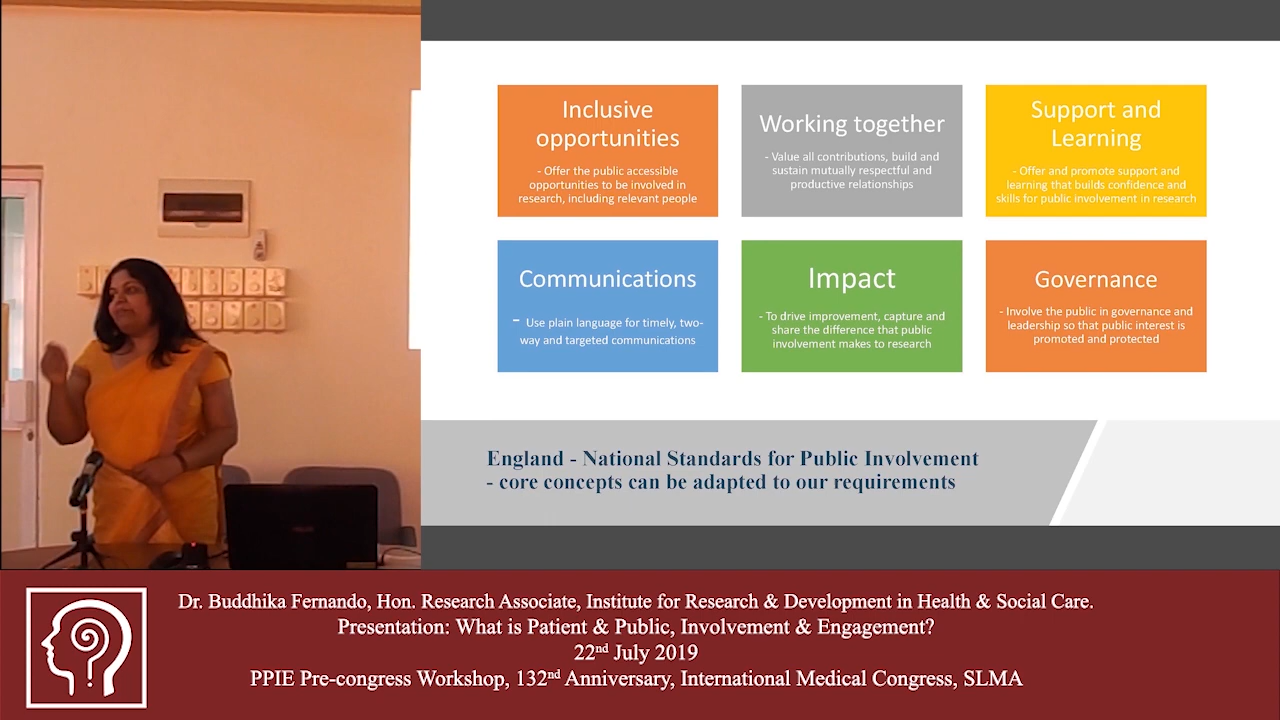 Inclusive
opportunities
- Offer the public accessible
opportunities to be involved in
research, including relevant people
Working together
- Value all contributions, build and
sustain mutually respectful and
productive relationships
Support and
Learning
- Offer and promote support and
learning that builds confidence and
skills for public involvement in research
Communications
- Use plain language for timely, two-
way and targeted communications
Impact
- To drive improvement, capture and
share the difference that public
involvement makes to research
Governance
- Involve the public in governance and
leadership so that public interest is
promoted and protected
England - National Standards for Public Involvement
- core concepts can be adapted to our requirements
Dr. Buddhika Fernando, Hon. Research Associate, Institute for Research & Development in Health & Social Care.
Presentation: What is Patient & Public, Involvement & Engagement?
22nd July 2019
PPIE Pre-congress Workshop, 132nd Anniversary, International Medical Congress, SLMA